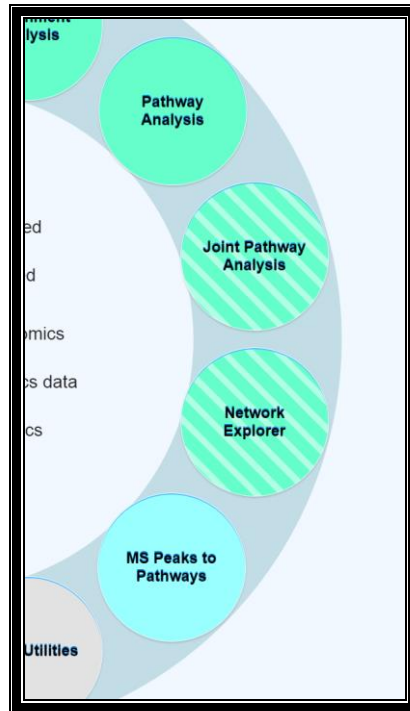 lysis
Pathway
Analysis
ed
Joint Pathway
Analysis
d
omics
cs data
Network
Explorer
cs
MS Peaks to
Pathways
Utilities